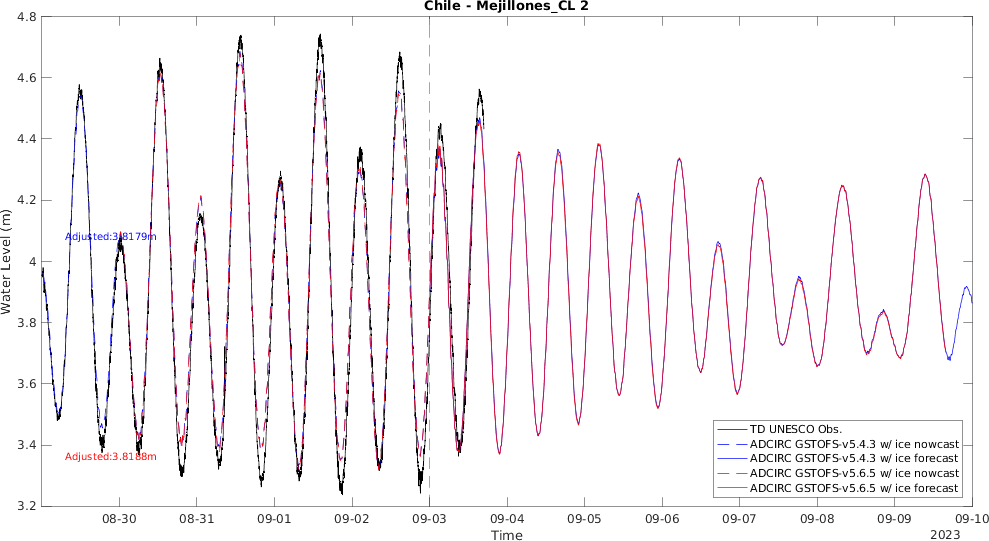 Chile - Mejillones_CL 2
4.8
4.6
4.4
4.2
4
3.8
3.6
3.4
3.2
Water Level (m)
Adjusted:3.8179m
Adjusted:3.8188m
TD UNESCO Obs.
ADCIRC GSTOFS-v5.4.3 w/ ice nowcast
ADCIRC GSTOFS-v5.4.3 w/ ice forecast
ADCIRC GSTOFS-v5.6.5 w/ ice nowcast
ADCIRC GSTOFS-v5.6.5 w/ ice forecast
08-30 08-31 09-01 09-02 09-03 09-04 09-05 09-06 09-07 09-08 09-09 09-10
Time
2023